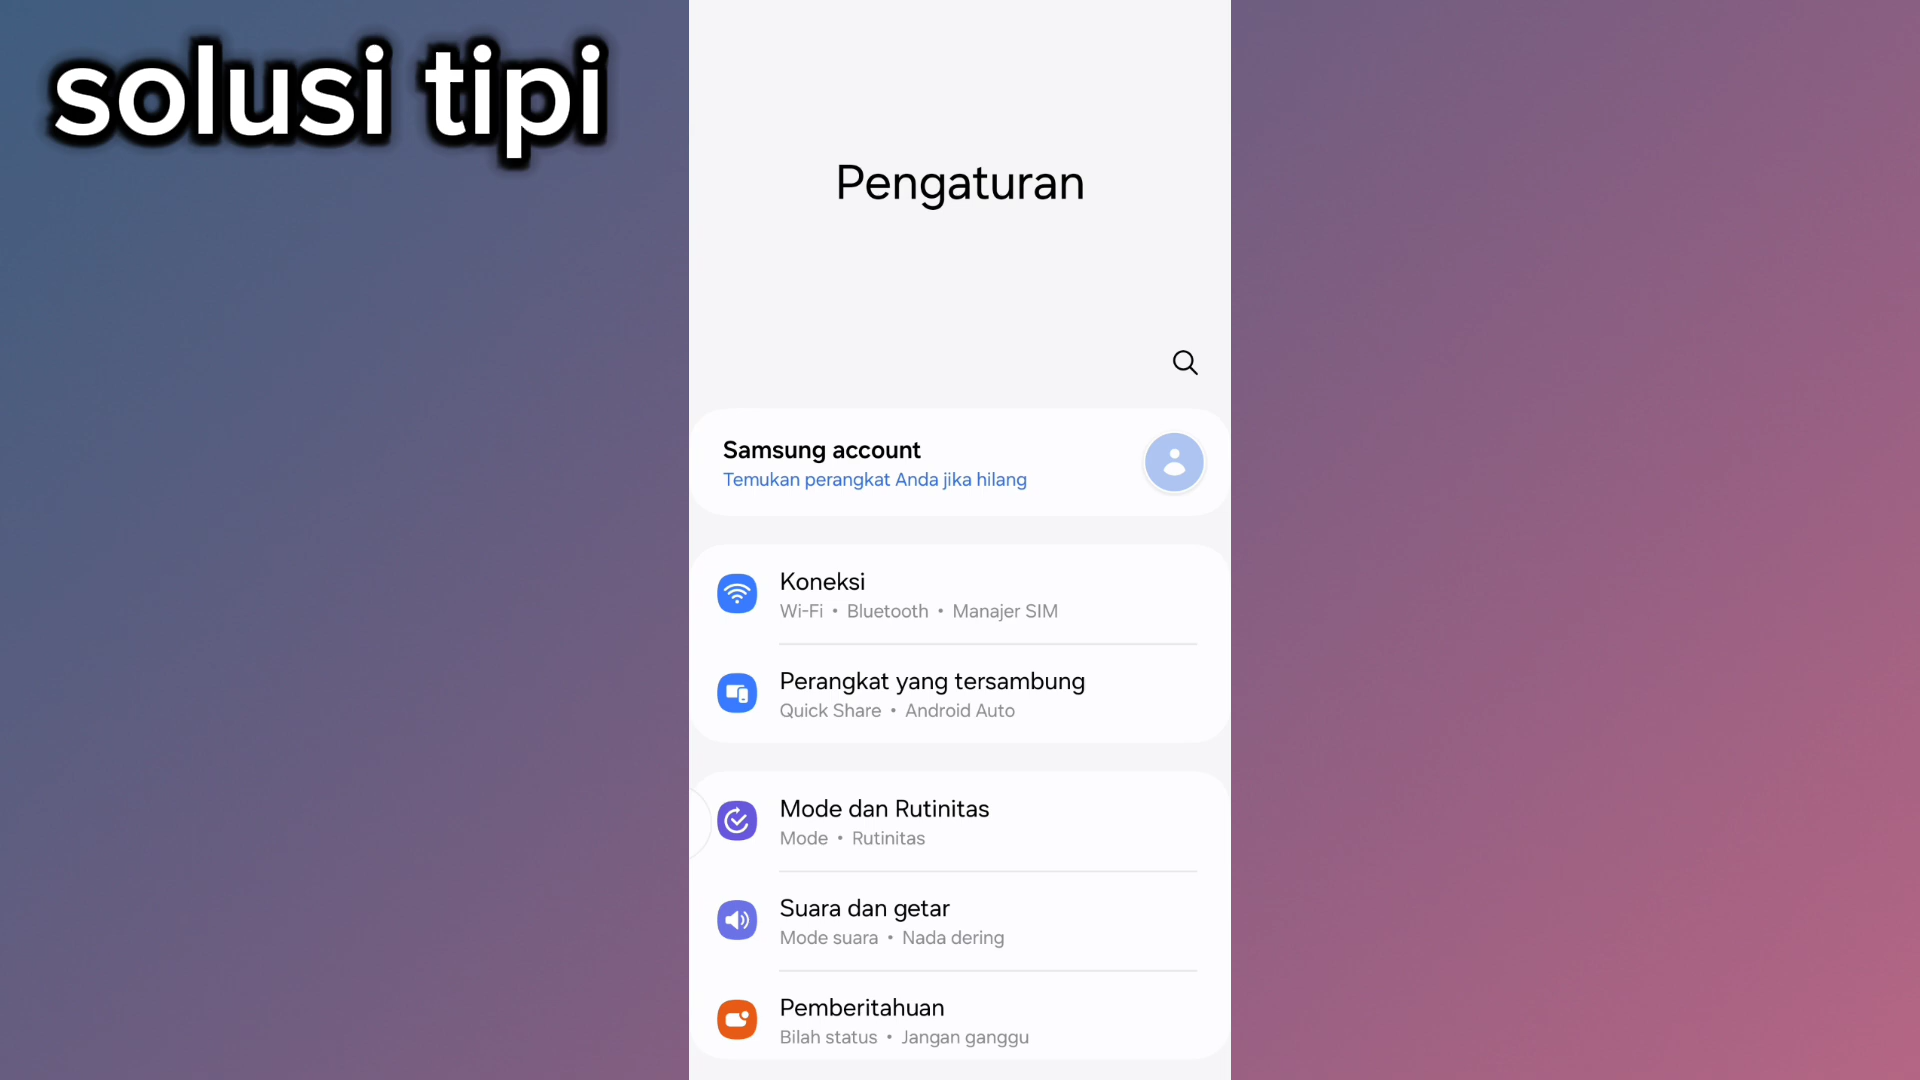 solusi tipi
Pengaturan
Samsung account
Temukan perangkat Anda jika hilang
Koneksi
Wi-Fi • Bluetooth • Manajer SIM
Perangkat yang tersambung
Quick Share • Android Auto
Mode dan Rutinitas
Mode • Rutinitas
Suara dan getar
Mode suara • Nada dering
Pemberitahuan
Bilah status • Jangan ganggu